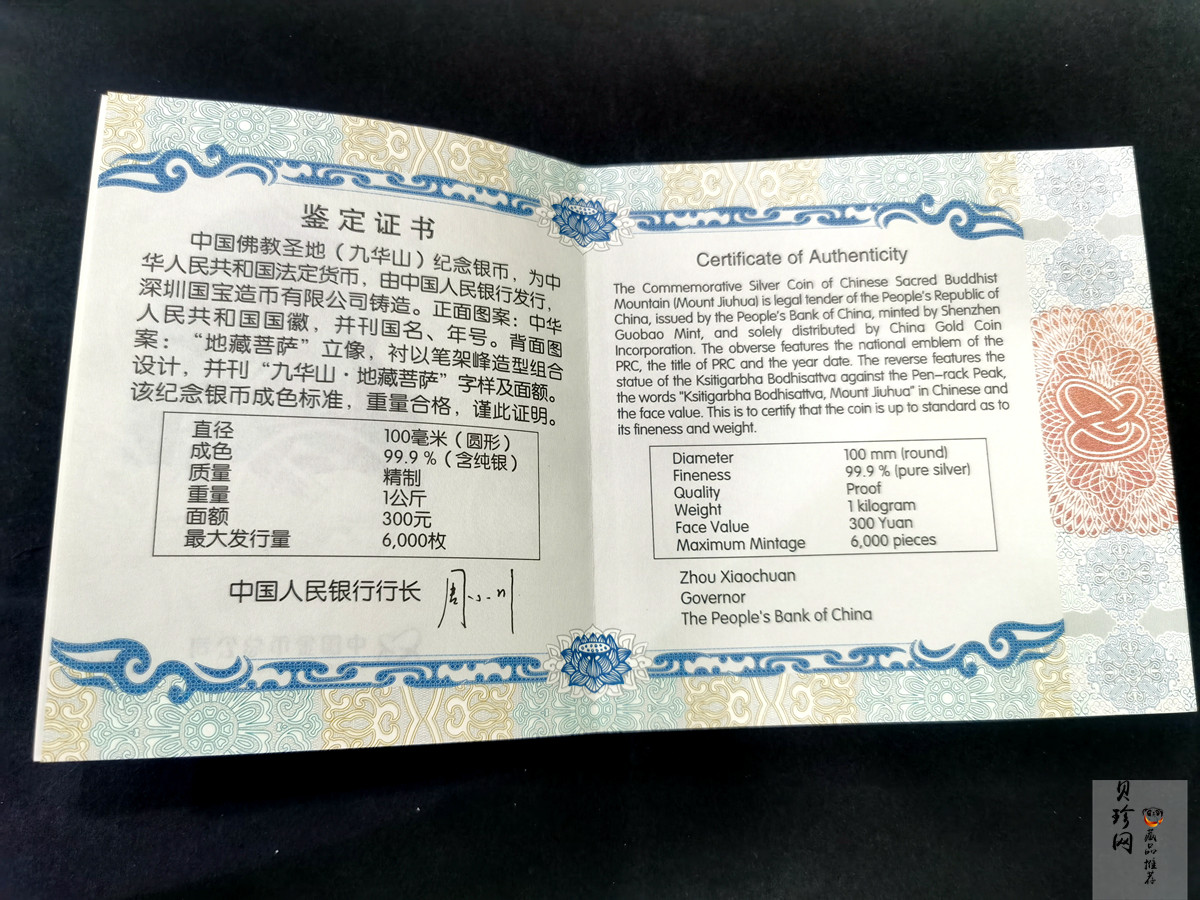 鉴定证书
中国佛教圣地（九华山）纪念银币，为中
华人民共和国法定货币，由中国人民银行发行，
深圳国宝造币有限公司铸造。正面图案：中华
人民共和国国徽，并刊国名、年号。背面图
案：“地藏菩萨”立像，衬以笔架峰造型组合
设计，并刊“九华山·地藏菩萨”字样及面额。
该纪念银币成色标准，重量合格，谨此证明。
直径 100毫米（圆形）
成色 99.9％（含纯银）
质量 精制
重量 1公斤
面额 300元
最大发行量 6,000枚
中国人民银行行长 周小川
Certificate of Authenticity
The Commemorative Silver Coin of Chinese Sacred Buddhist
Mountain (Mount Jiuhua) is legal tender of the People's Republic of
China, issued by the People's Bank of China, minted by Shenzhen
Guobao Mint, and solely distributed by China Gold Coin
Incorporation. The obverse features the national emblem of the
PRC, the title of PRC and the year date. The reverse features the
statue of the Ksitigarbha Bodhisattva against the Pen-rack Peak,
the words "Ksitigarbha Bodhisattva, Mount Jiuhua" in Chinese and
the face value. This is to certify that the coin is up to standard as to
its fineness and weight.
Diameter 100 mm (round)
Fineness 99.9 % (pure silver)
Quality Proof
Weight 1 kilogram
Face Value 300 Yuan
Maximum Mintage 6,000 pieces
Zhou Xiaochuan
Governor
The People's Bank of China
贝珍网
藏品推荐